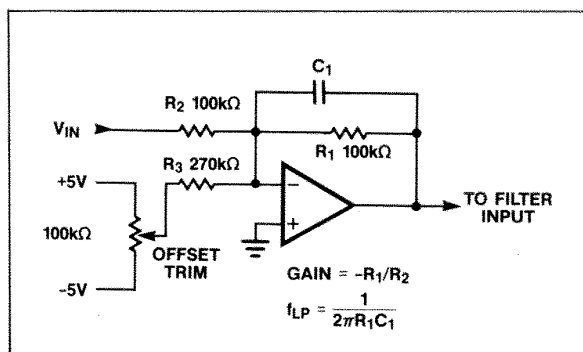 C1
R2 100kΩ
VIN
R1 100kΩ
R3 270kΩ
+5V
−
+
TO FILTER
INPUT
100kΩ
OFFSET
TRIM
−5V
GAIN = −R1/R2
fLP = 1
2πR1C1